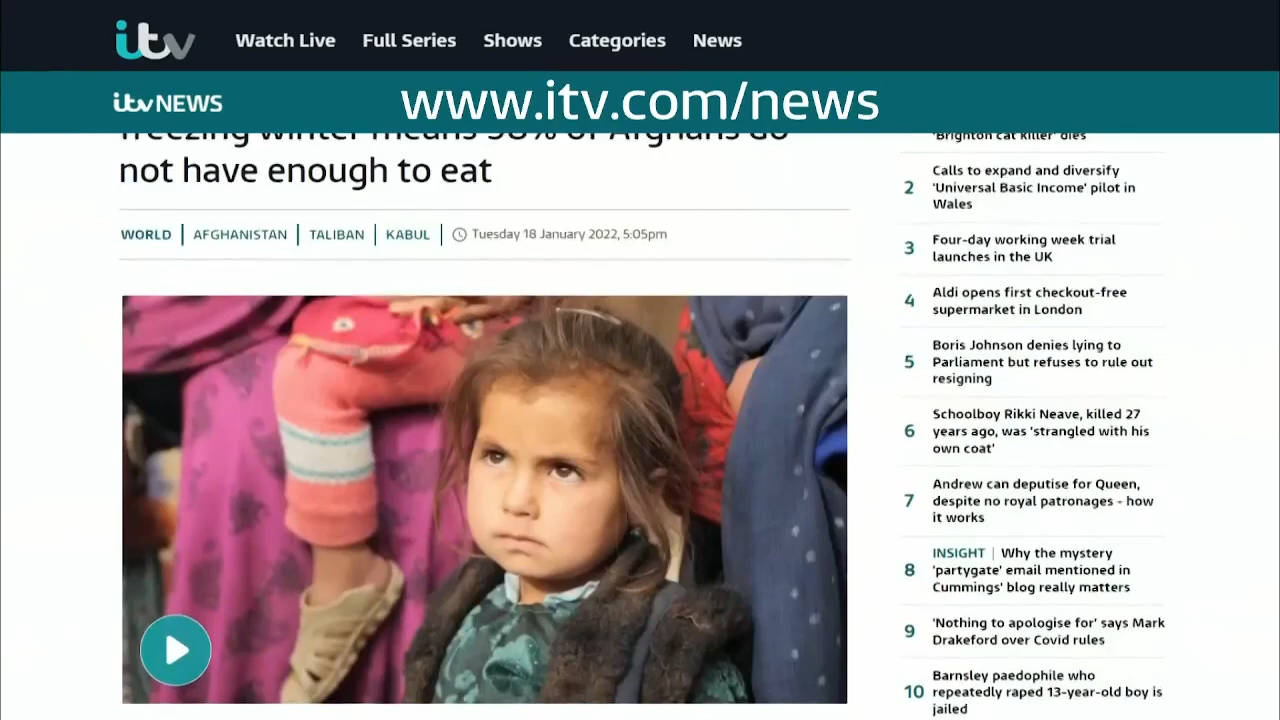 itv
Watch Live Full Series Shows Categories News
itv NEWS
www.itv.com/news
freezing winter means 98% of Afghans do
not have enough to eat
WORLD | AFGHANISTAN | TALIBAN | KABUL | Tuesday 18 January 2022, 5:05pm
'Brighton cat killer' dies
2 Calls to expand and diversify
'Universal Basic Income' pilot in
Wales
3 Four-day working week trial
launches in the UK
4 Aldi opens first checkout-free
supermarket in London
5 Boris Johnson denies lying to
Parliament but refuses to rule out
resigning
6 Schoolboy Rikki Neave, killed 27
years ago, was 'strangled with his
own coat'
7 Andrew can deputise for Queen,
despite no royal patronages - how
it works
8 INSIGHT | Why the mystery
'partygate' email mentioned in
Cummings' blog really matters
9 'Nothing to apologise for' says Mark
Drakeford over Covid rules
10 Barnsley paedophile who
repeatedly raped 13-year-old boy is
jailed